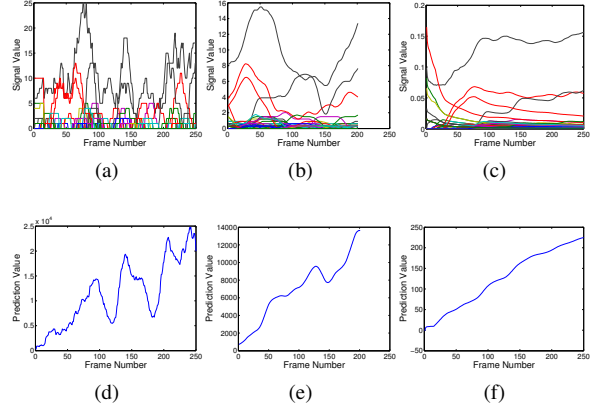 25
20
15
10
5
0
0 50 100 150 200 250
Signal Value
Frame Number
(a)
16
14
12
10
8
6
4
2
0
0 50 100 150 200 250
Signal Value
Frame Number
(b)
0.2
0.15
0.1
0.05
0
0 50 100 150 200 250
Signal Value
Frame Number
(c)
x 10⁴
2.5
2
1.5
1
0.5
0
0 50 100 150 200 250
Prediction Value
Frame Number
(d)
14000
12000
10000
8000
6000
4000
2000
0
0 50 100 150 200 250
Prediction Value
Frame Number
(e)
250
200
150
100
50
0
-50
0 50 100 150 200 250
Prediction Value
Frame Number
(f)